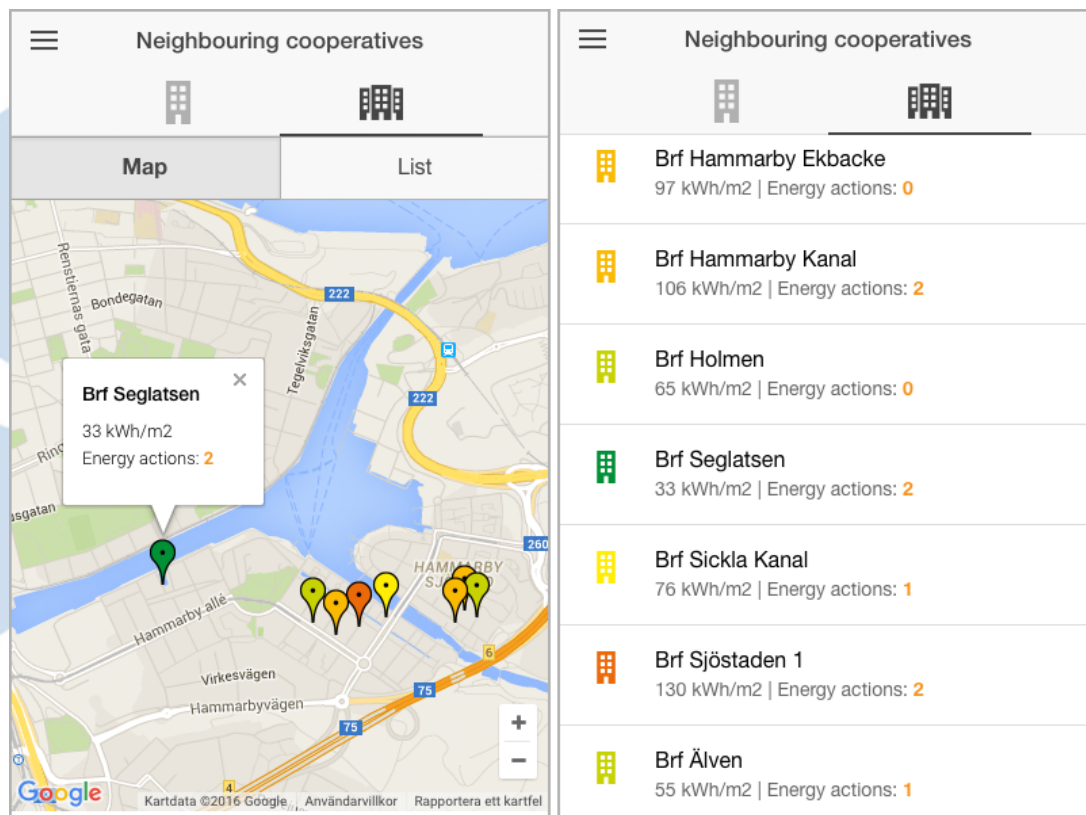 Neighbouring cooperatives
Map
List
Renstiernas gata
Bondegatan
222
Tegelviksgatan
222
Brf Seglatsen
×
33 kWh/m2
Energy actions: 2
Ring
usgatan
260
HAMMARBY
Hammarby allé
6
Virkesvägen
75
Hammarbyvägen
75
+
−
4
Google
Kartdata ©2016 Google
Användarvillkor
Rapportera ett kartfel
Neighbouring cooperatives
Brf Hammarby Ekbacke
97 kWh/m2 | Energy actions: 0
Brf Hammarby Kanal
106 kWh/m2 | Energy actions: 2
Brf Holmen
65 kWh/m2 | Energy actions: 0
Brf Seglatsen
33 kWh/m2 | Energy actions: 2
Brf Sickla Kanal
76 kWh/m2 | Energy actions: 1
Brf Sjöstaden 1
130 kWh/m2 | Energy actions: 2
Brf Älven
55 kWh/m2 | Energy actions: 1